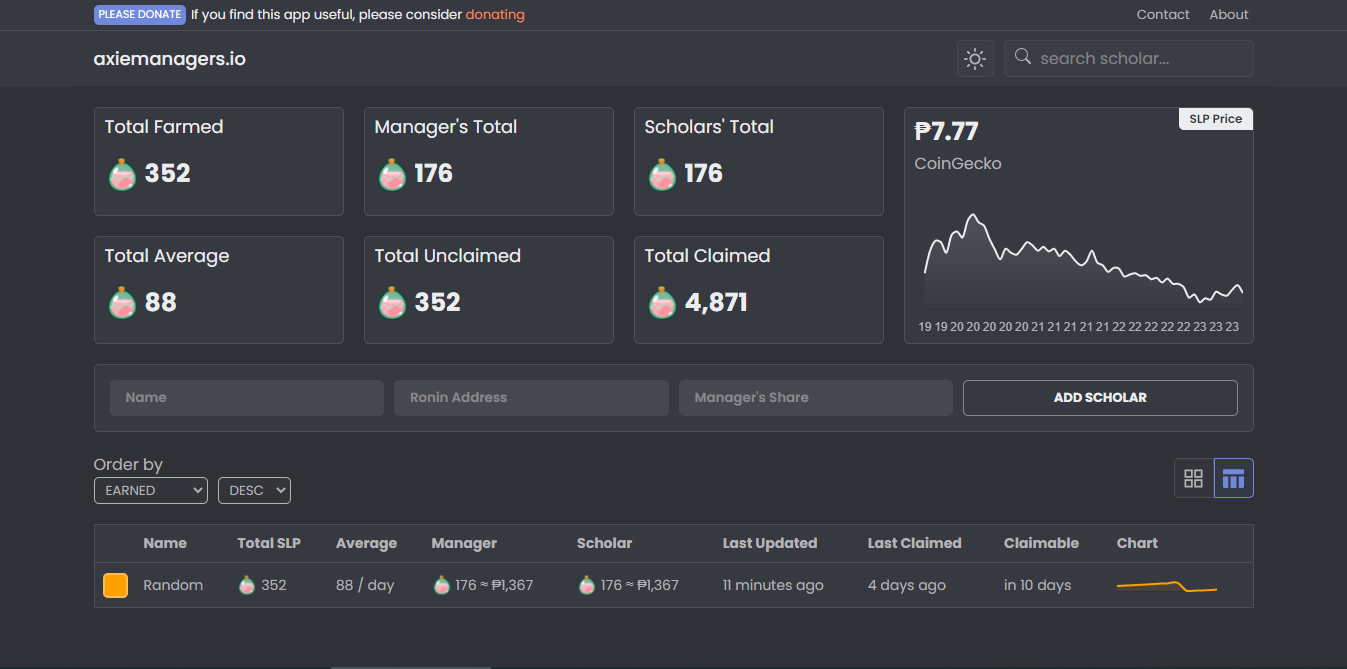 PLEASE DONATE If you find this app useful, please consider donating
Contact About
axiemanagers.io
search scholar...
Total Farmed
352
Manager's Total
176
Scholars' Total
176
₱7.77
SLP Price
CoinGecko
19 19 20 20 20 20 20 21 21 21 21 21 22 22 22 22 22 23 23 23
Total Average
88
Total Unclaimed
352
Total Claimed
4,871
Name
Ronin Address
Manager's Share
ADD SCHOLAR
Order by
EARNED DESC
Name Total SLP Average Manager Scholar Last Updated Last Claimed Claimable Chart
Random 352 88 / day 176 ≈ ₱1,367 176 ≈ ₱1,367 11 minutes ago 4 days ago in 10 days